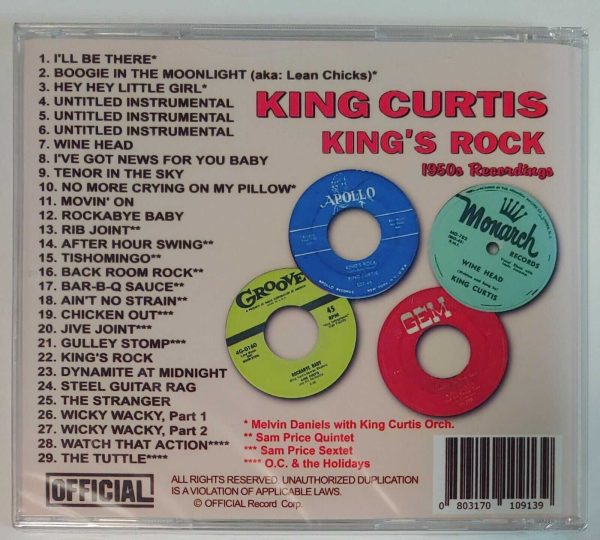 1. I'LL BE THERE*
2. BOOGIE IN THE MOONLIGHT (aka: Lean Chicks)*
3. HEY HEY LITTLE GIRL*
4. UNTITLED INSTRUMENTAL
5. UNTITLED INSTRUMENTAL
6. UNTITLED INSTRUMENTAL
7. WINE HEAD
8. I'VE GOT NEWS FOR YOU BABY
9. TENOR IN THE SKY
10. NO MORE CRYING ON MY PILLOW*
11. MOVIN' ON
12. ROCKABYE BABY
13. RIB JOINT**
14. AFTER HOUR SWING**
15. TISHOMINGO**
16. BACK ROOM ROCK**
17. BAR-B-Q SAUCE**
18. AIN'T NO STRAIN**
19. CHICKEN OUT***
20. JIVE JOINT***
21. GULLEY STOMP***
22. KING'S ROCK
23. DYNAMITE AT MIDNIGHT
24. STEEL GUITAR RAG
25. THE STRANGER
26. WICKY WACKY, Part 1
27. WICKY WACKY, Part 2
28. WATCH THAT ACTION****
29. THE TUTTLE****
KING CURTIS
KING'S ROCK
1950s Recordings
APOLLO
KING'S ROCK
KING CURTIS
Monarch
RECORDS
WINE HEAD
KING CURTIS
GROOVE
45
RPM
4G-0160
ROCKABYE BABY
GEM
* Melvin Daniels with King Curtis Orch.
** Sam Price Quintet
*** Sam Price Sextet
**** O.C. & the Holidays
OFFICIAL
ALL RIGHTS RESERVED. UNAUTHORIZED DUPLICATION
IS A VIOLATION OF APPLICABLE LAWS.
© OFFICIAL Record Corp.
0 803170 109139